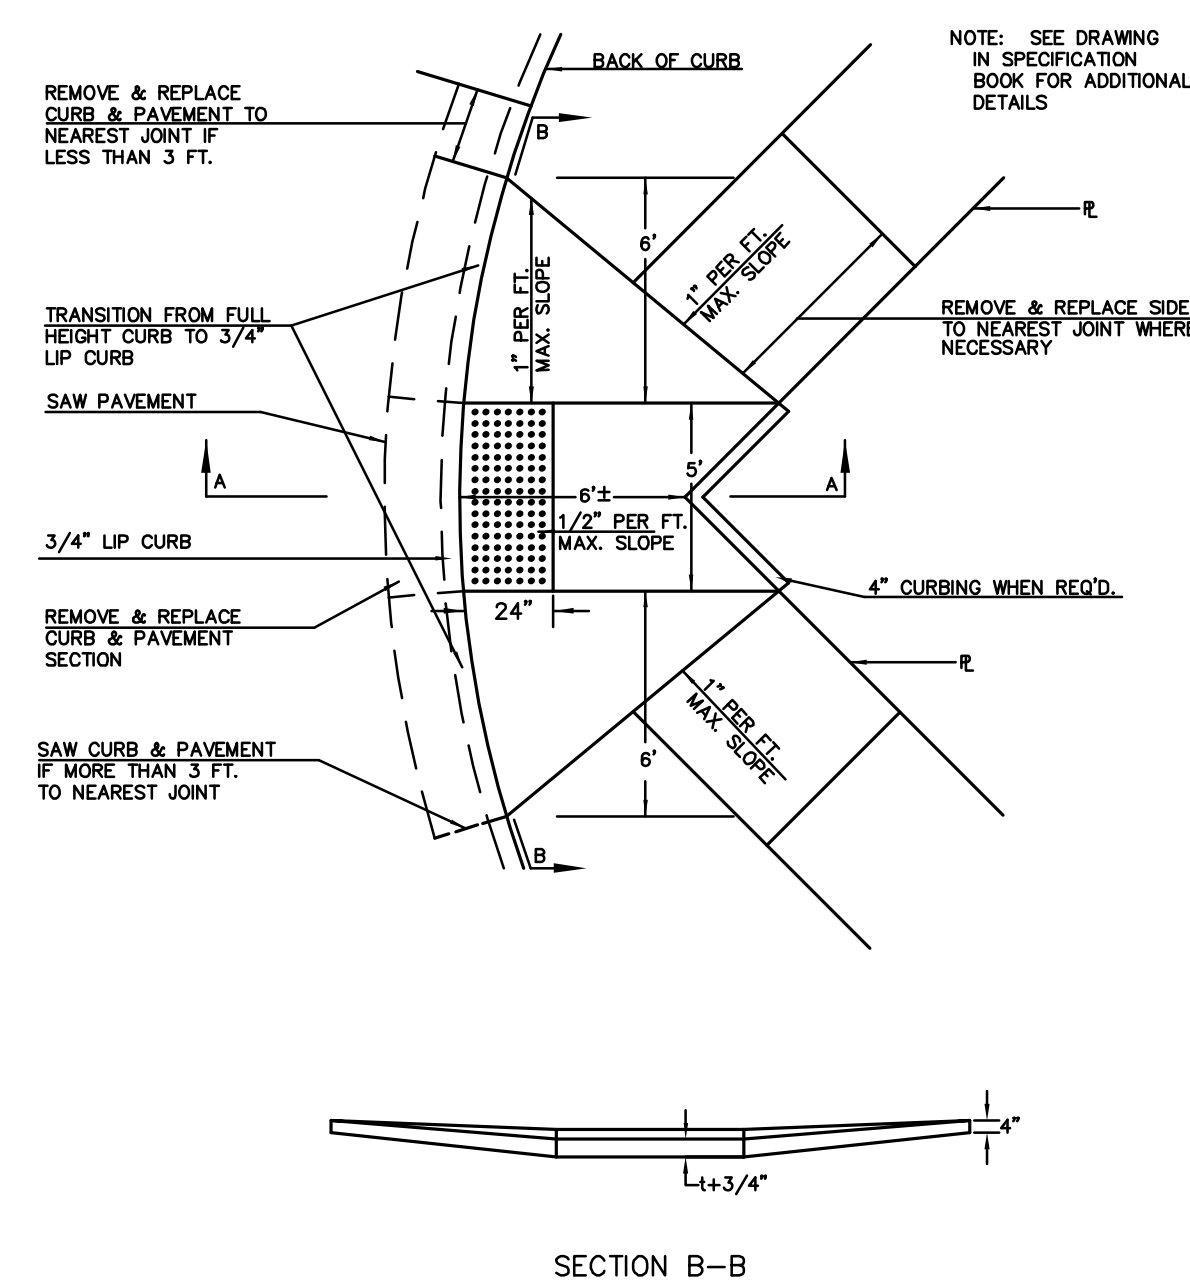 NOTE: SEE DRAWING
IN SPECIFICATION
BOOK FOR ADDITIONAL
DETAILS
BACK OF CURB
REMOVE & REPLACE
CURB & PAVEMENT TO
NEAREST JOINT IF
LESS THAN 3 FT.
B
℄
6'
1" PER FT.
MAX. SLOPE
1" PER FT.
MAX. SLOPE
TRANSITION FROM FULL
HEIGHT CURB TO 3/4"
LIP CURB
REMOVE & REPLACE SIDE
TO NEAREST JOINT WHERE
NECESSARY
SAW PAVEMENT
A
5'
A
6'±
1/2" PER FT.
MAX. SLOPE
3/4" LIP CURB
4" CURBING WHEN REQ'D.
24"
REMOVE & REPLACE
CURB & PAVEMENT
SECTION
℄
1" PER FT.
MAX. SLOPE
SAW CURB & PAVEMENT
IF MORE THAN 3 FT.
TO NEAREST JOINT
6'
B
4"
t+3/4"
SECTION B-B